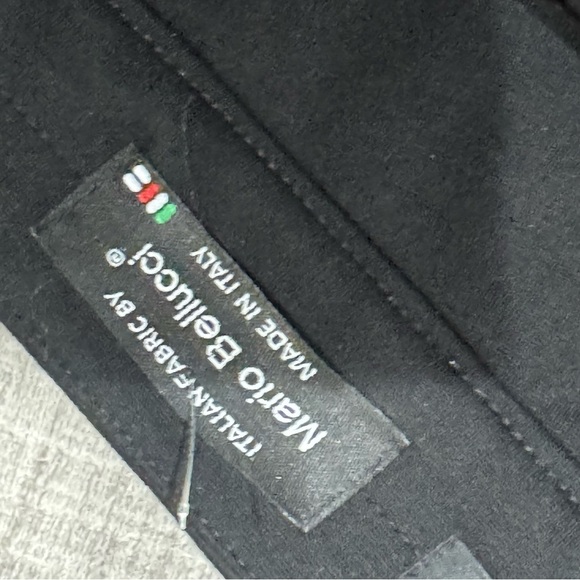 ITALIAN FABRIC BY
Mario Bellucci®
MADE IN ITALY